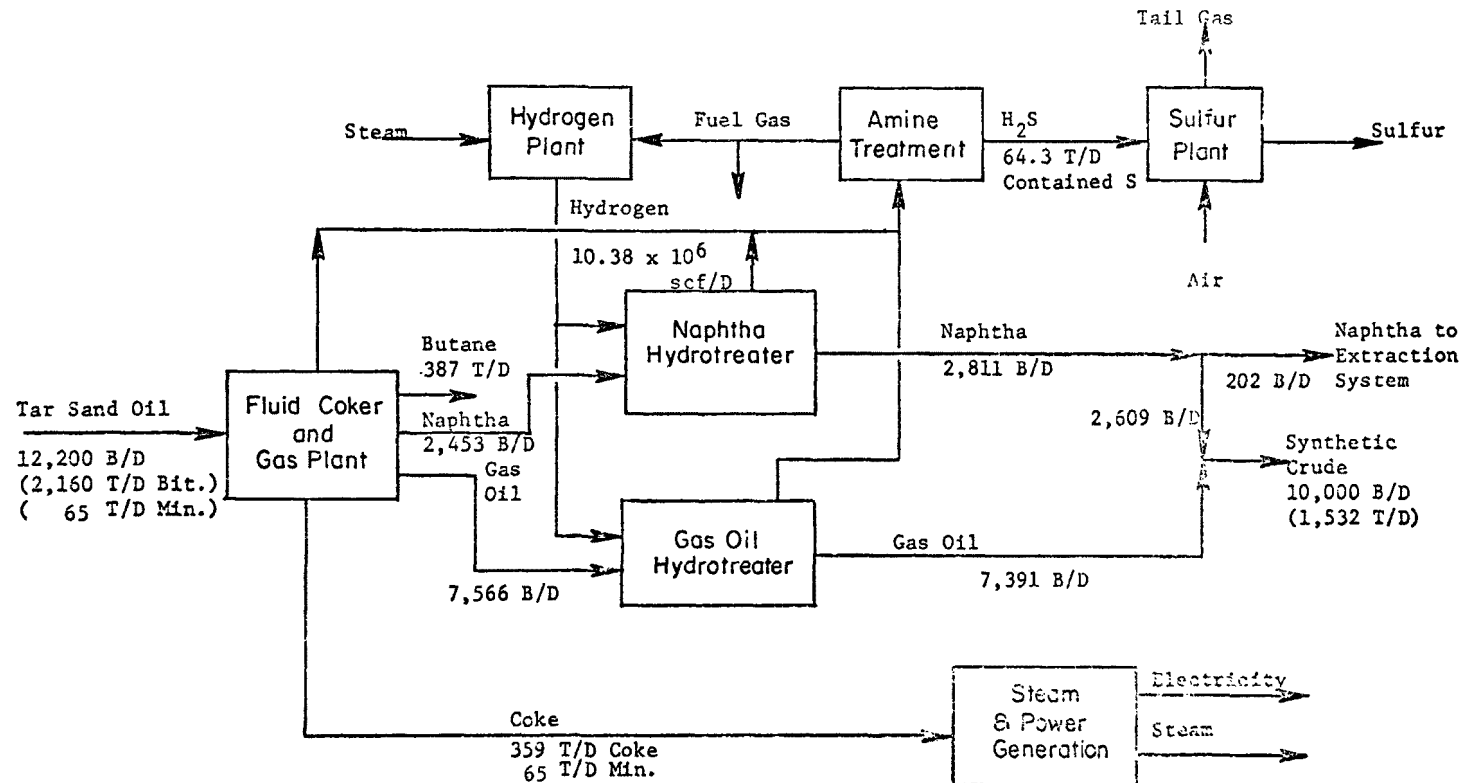 Tail Gas
Hydrogen
Plant
Steam
Fuel Gas
Amine
Treatment
H2S
64.3 T/D
Contained S
Sulfur
Plant
Sulfur
Air
Hydrogen
10.38 x 10^6
scf/D
Naphtha
Hydrotreater
Naphtha
2,811 B/D
Naphtha to
Extraction
System
202 B/D
2,609 B/D
Synthetic
Crude
10,000 B/D
(1,532 T/D)
Butane
387 T/D
Tar Sand Oil
12,200 B/D
(2,160 T/D Bit.)
( 65 T/D Min.)
Fluid Coker
and
Gas Plant
Naphtha
2,453 B/D
Gas
Oil
7,566 B/D
Gas Oil
Hydrotreater
Gas Oil
7,391 B/D
Coke
359 T/D Coke
65 T/D Min.
Steam
& Power
Generation
Electricity
Steam